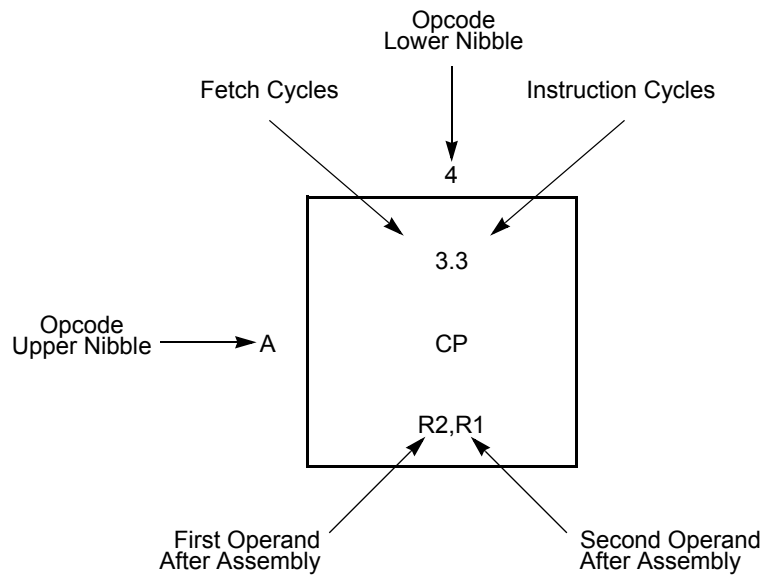 Opcode
Lower Nibble
Fetch Cycles
Instruction Cycles
4
3.3
Opcode
Upper Nibble
A
CP
R2,R1
First Operand
After Assembly
Second Operand
After Assembly